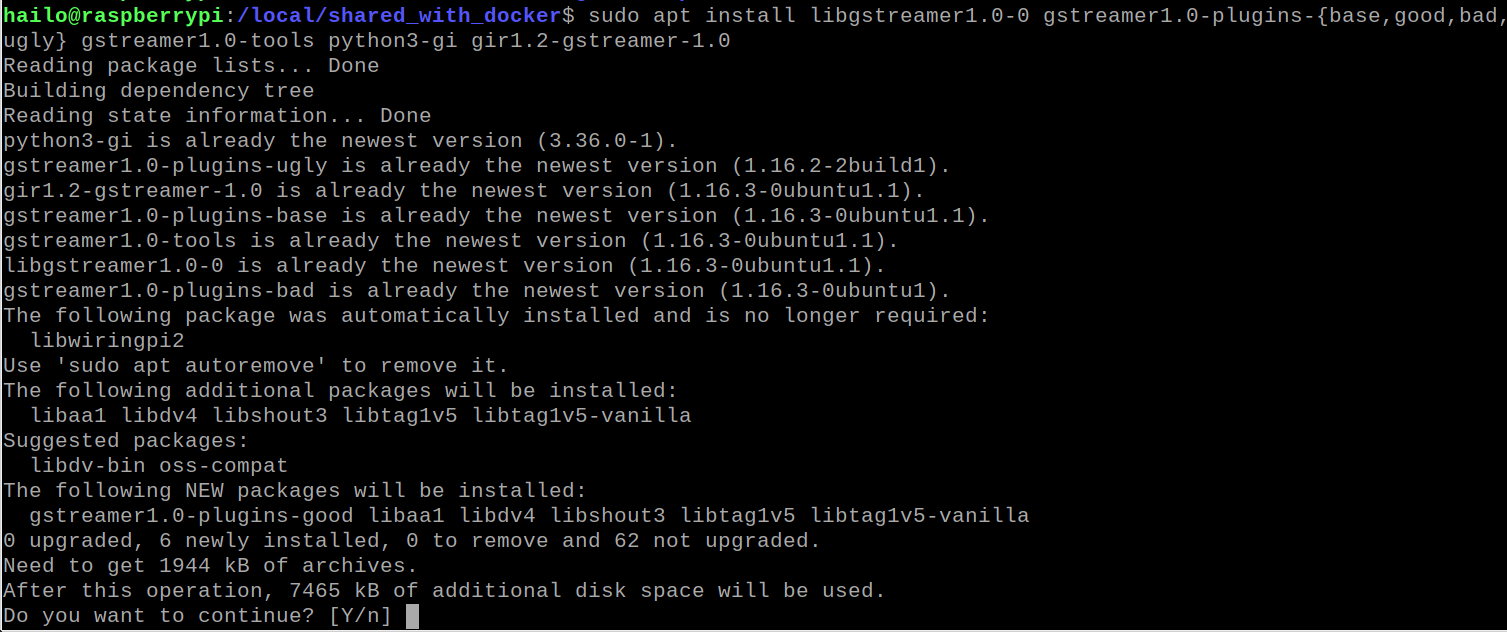 hailo@raspberrypi:/local/shared_with_docker$ sudo apt install libgstreamer1.0-0 gstreamer1.0-plugins-{base,good,bad,
ugly} gstreamer1.0-tools python3-gi gir1.2-gstreamer-1.0
Reading package lists... Done
Building dependency tree
Reading state information... Done
python3-gi is already the newest version (3.36.0-1).
gstreamer1.0-plugins-ugly is already the newest version (1.16.2-2build1).
gir1.2-gstreamer-1.0 is already the newest version (1.16.3-0ubuntu1.1).
gstreamer1.0-plugins-base is already the newest version (1.16.3-0ubuntu1.1).
gstreamer1.0-tools is already the newest version (1.16.3-0ubuntu1.1).
libgstreamer1.0-0 is already the newest version (1.16.3-0ubuntu1.1).
gstreamer1.0-plugins-bad is already the newest version (1.16.3-0ubuntu1).
The following package was automatically installed and is no longer required:
  libwiringpi2
Use 'sudo apt autoremove' to remove it.
The following additional packages will be installed:
  libaa1 libdv4 libshout3 libtag1v5 libtag1v5-vanilla
Suggested packages:
  libdv-bin oss-compat
The following NEW packages will be installed:
  gstreamer1.0-plugins-good libaa1 libdv4 libshout3 libtag1v5 libtag1v5-vanilla
0 upgraded, 6 newly installed, 0 to remove and 62 not upgraded.
Need to get 1944 kB of archives.
After this operation, 7465 kB of additional disk space will be used.
Do you want to continue? [Y/n]